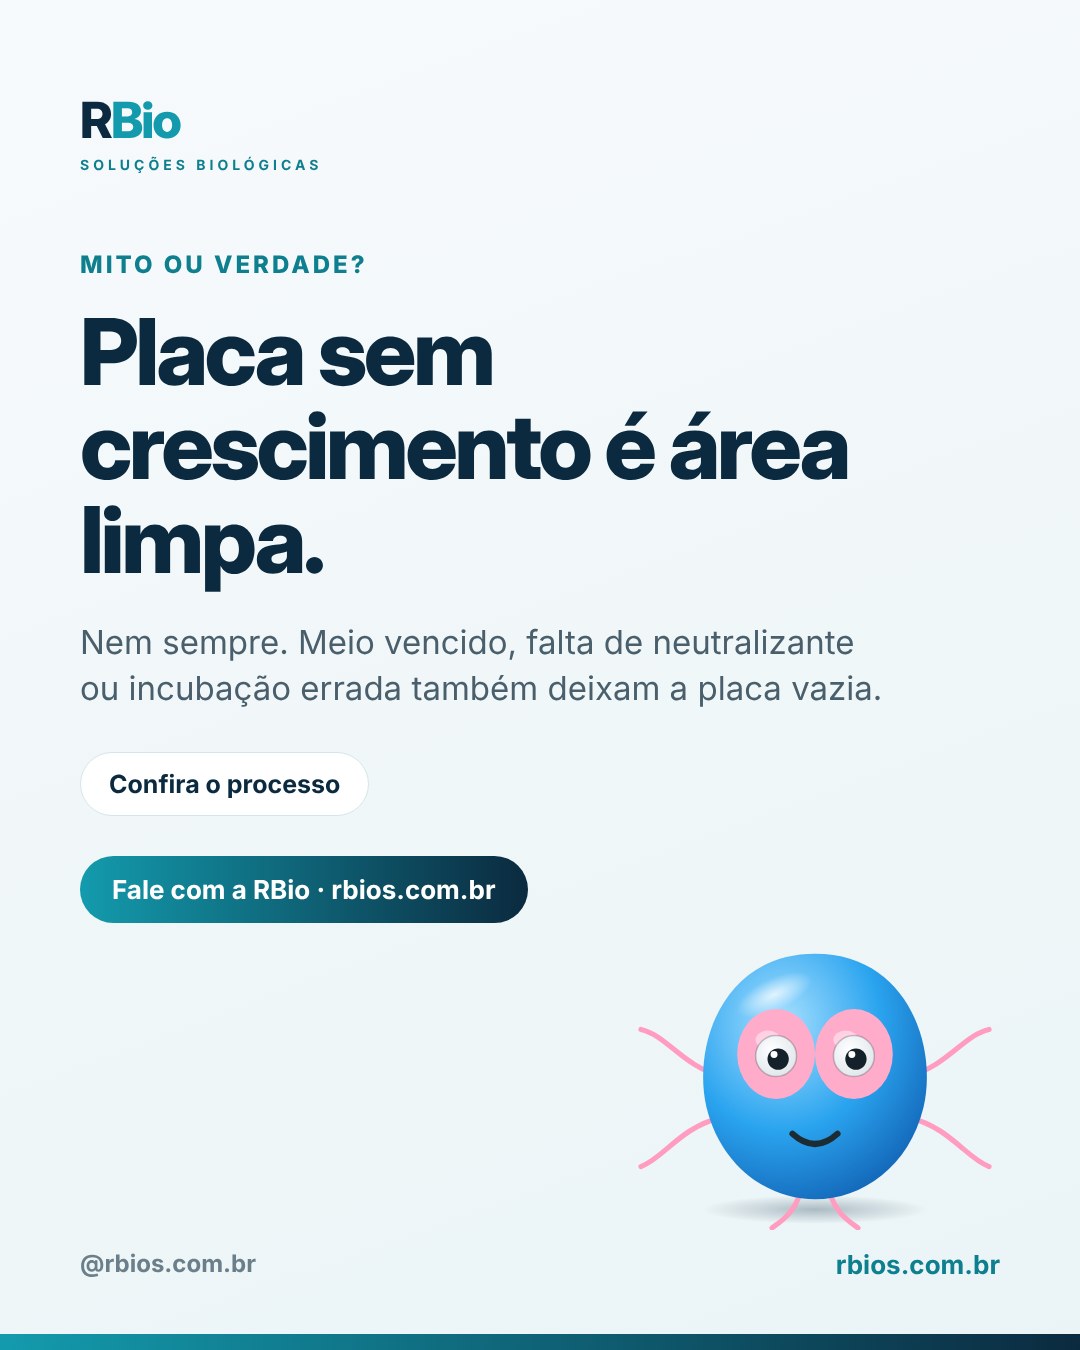 RBio
SOLUÇÕES BIOLÓGICAS
MITO OU VERDADE?
Placa sem
crescimento é área
limpa.
Nem sempre. Meio vencido, falta de neutralizante
ou incubação errada também deixam a placa vazia.
Confira o processo
Fale com a RBio · rbios.com.br
@rbios.com.br
rbios.com.br